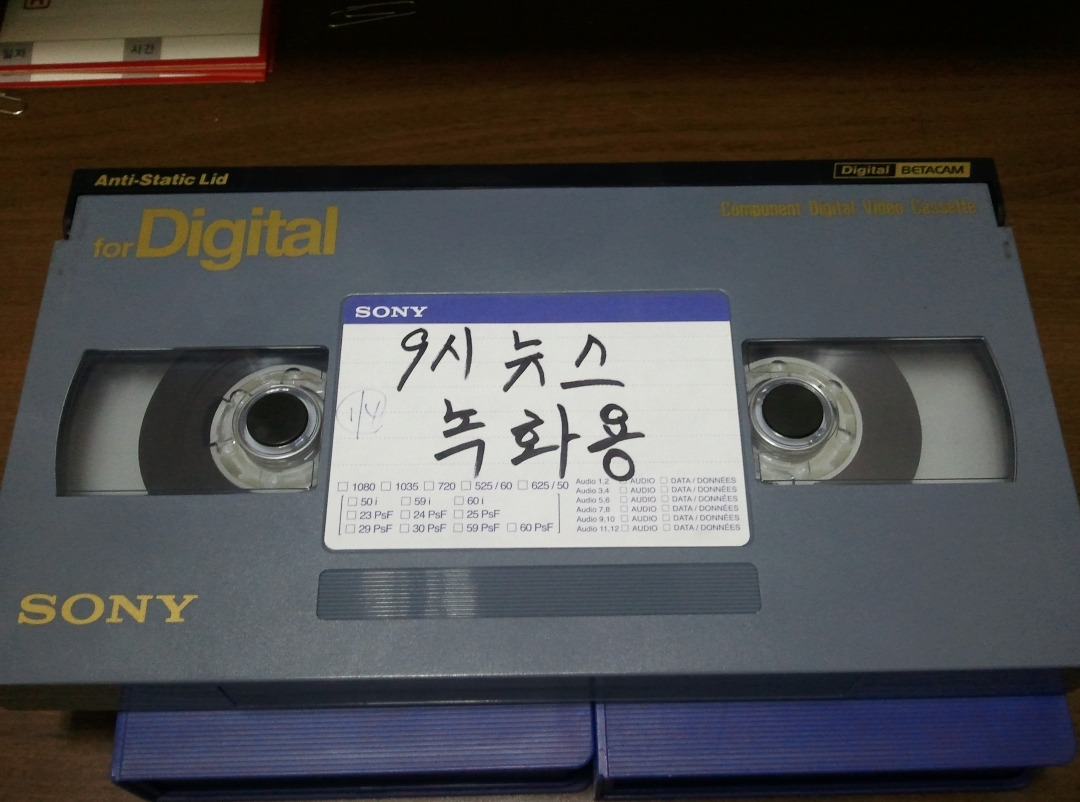 일자 시간
Anti-Static Lid
Digital BETACAM
for Digital
Component Digital Video Cassette
SONY
9시 뉴스
녹화용
□ 1080 □ 1035 □ 720 □ 525 / 60 □ 625 / 50
□ 50 i □ 59 i □ 60 i
□ 23 PsF □ 24 PsF □ 25 PsF
□ 29 PsF □ 30 PsF □ 59 PsF □ 60 PsF
Audio 1,2 □ AUDIO □ DATA / DONNÉES
Audio 3,4 □ AUDIO □ DATA / DONNÉES
Audio 5,6 □ AUDIO □ DATA / DONNÉES
Audio 7,8 □ AUDIO □ DATA / DONNÉES
Audio 9,10 □ AUDIO □ DATA / DONNÉES
Audio 11,12 □ AUDIO □ DATA / DONNÉES
SONY